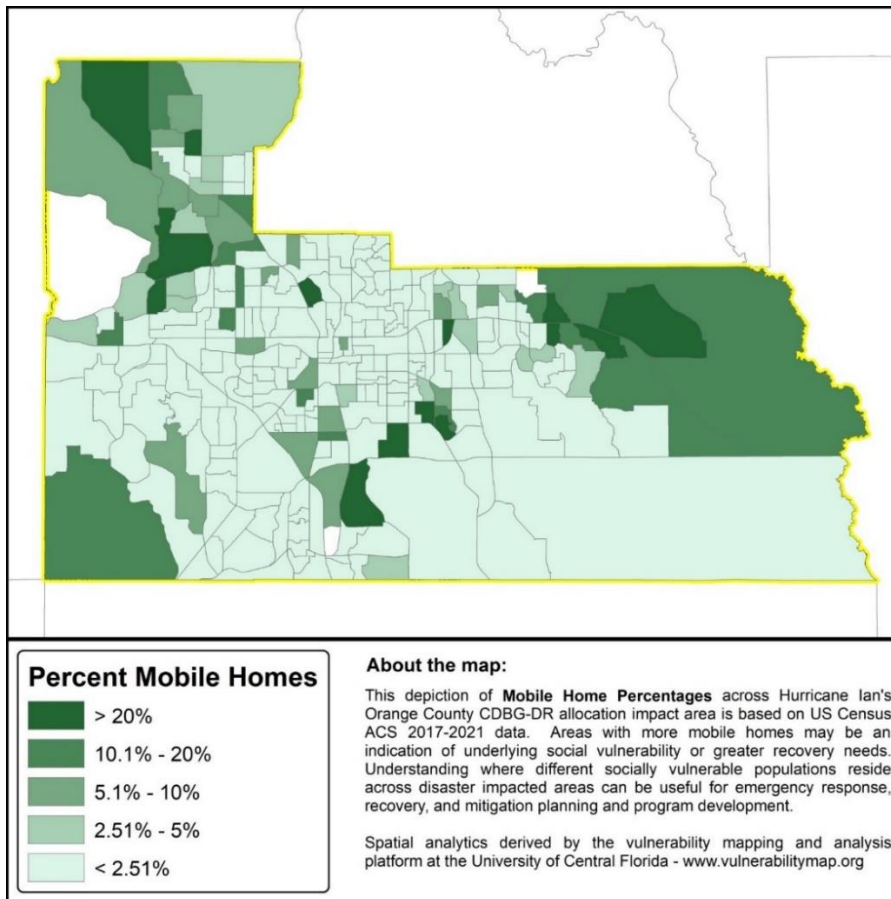 Percent Mobile Homes
> 20%
10.1% - 20%
5.1% - 10%
2.51% - 5%
< 2.51%
About the map:
This depiction of Mobile Home Percentages across Hurricane Ian's
Orange County CDBG-DR allocation impact area is based on US Census
ACS 2017-2021 data. Areas with more mobile homes may be an
indication of underlying social vulnerability or greater recovery needs.
Understanding where different socially vulnerable populations reside
across disaster impacted areas can be useful for emergency response,
recovery, and mitigation planning and program development.
Spatial analytics derived by the vulnerability mapping and analysis
platform at the University of Central Florida - www.vulnerabilitymap.org